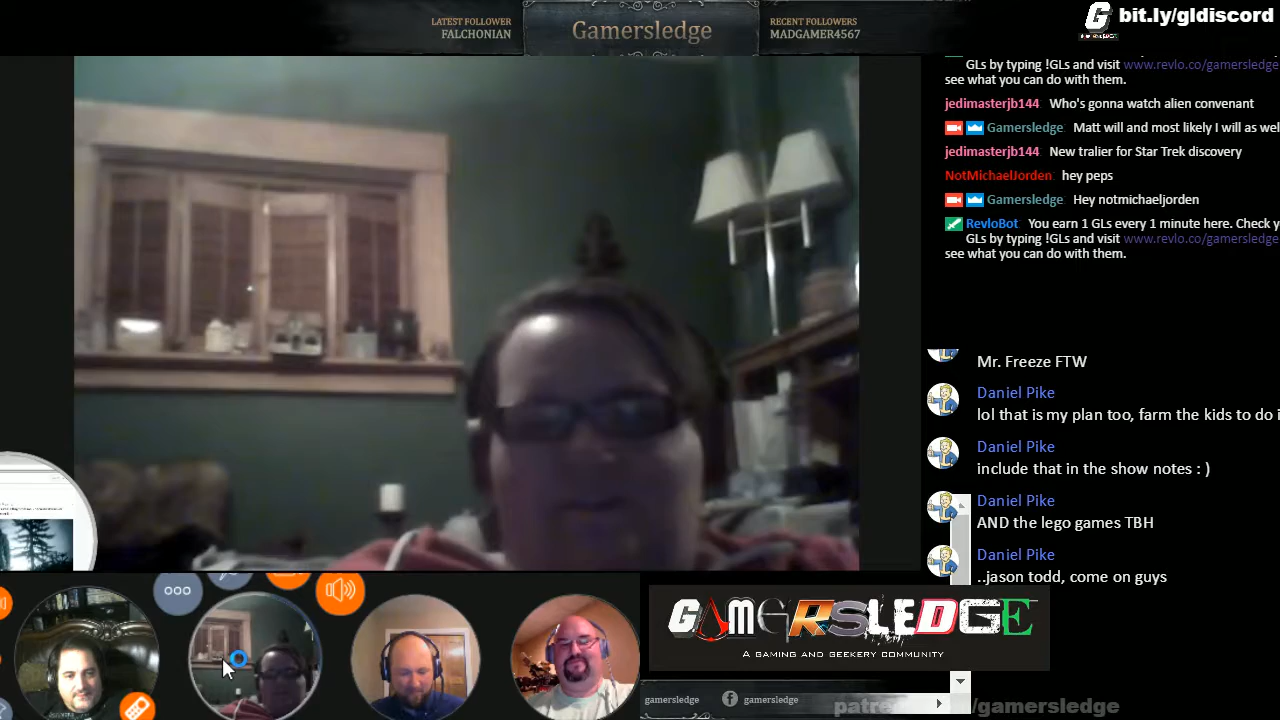 LATEST FOLLOWER
FALCHONIAN
Gamersledge
RECENT FOLLOWERS
MADGAMER4567
bit.ly/gldiscord
GLs by typing !GLs and visit www.revlo.co/gamersledge
see what you can do with them.
jedimasterjb144 Who's gonna watch alien convenant
Gamersledge: Matt will and most likely I will as wel
jedimasterjb144 New tralier for Star Trek discovery
NotMichaelJorden: hey peps
Gamersledge: Hey notmichaeljorden
RevloBot: You earn 1 GLs every 1 minute here. Check y
GLs by typing !GLs and visit www.revlo.co/gamersledge
see what you can do with them.
Mr. Freeze FTW
Daniel Pike
lol that is my plan too, farm the kids to do i
Daniel Pike
include that in the show notes : )
Daniel Pike
AND the lego games TBH
Daniel Pike
..jason todd, come on guys
GAMERSLEDGE
A GAMING AND GEEKERY COMMUNITY
gamersledge
gamersledge
/gamersledge